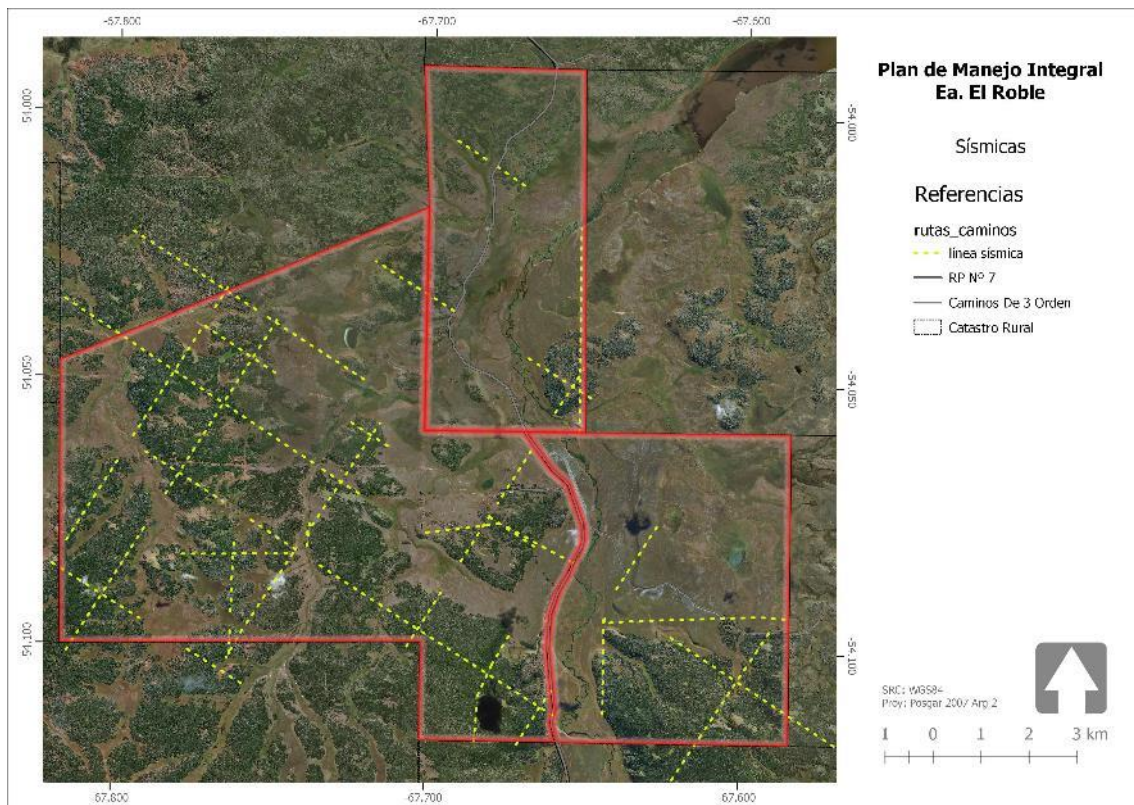 -67.800 -67.700 -67.600
54.000
54.050
54.100
-54.000
-54.050
-54.100
-67.800 -67.700 -67.600
Plan de Manejo Integral
Ea. El Roble
Sísmicas
Referencias
rutas_caminos
línea sísmica
RP Nº 7
Caminos De 3 Orden
Catastro Rural
SRC: WGS84
Proy: Posgar 2007 Arg 2
1 0 1 2 3 km